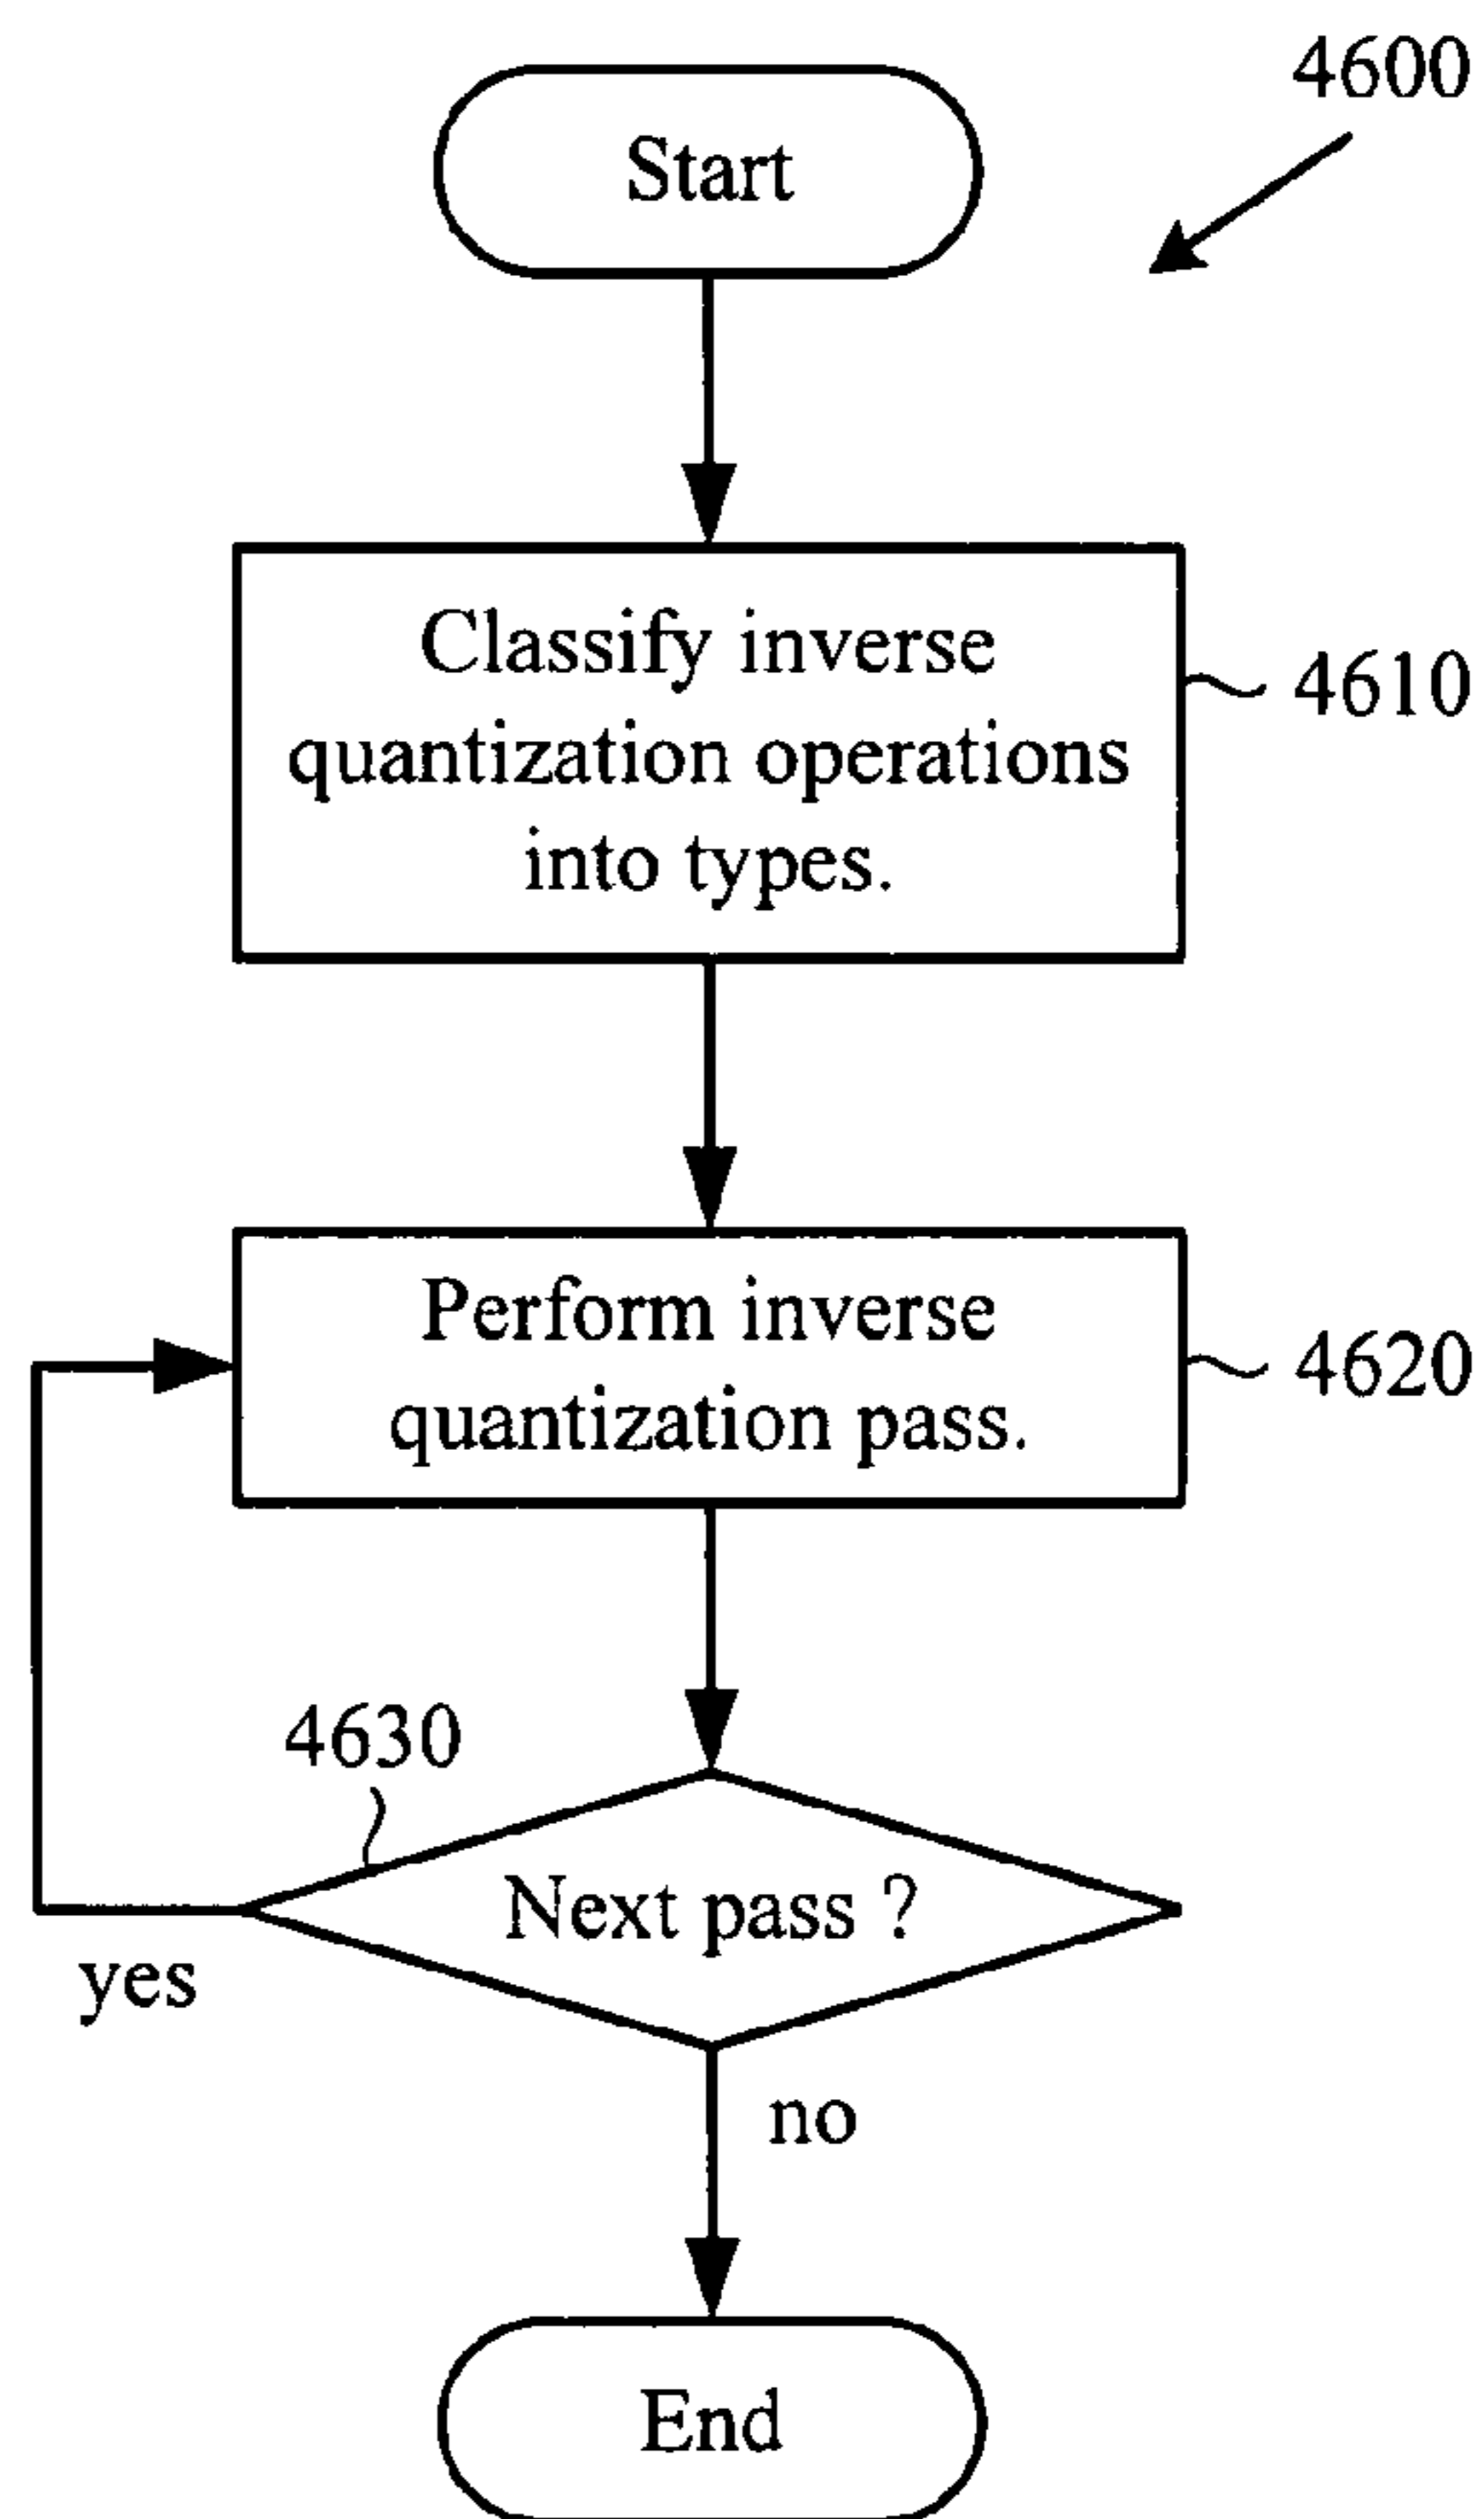 4600
Start
Classify inverse
quantization operations
into types.
4610
Perform inverse
quantization pass.
4620
4630
Next pass ?
yes
no
End